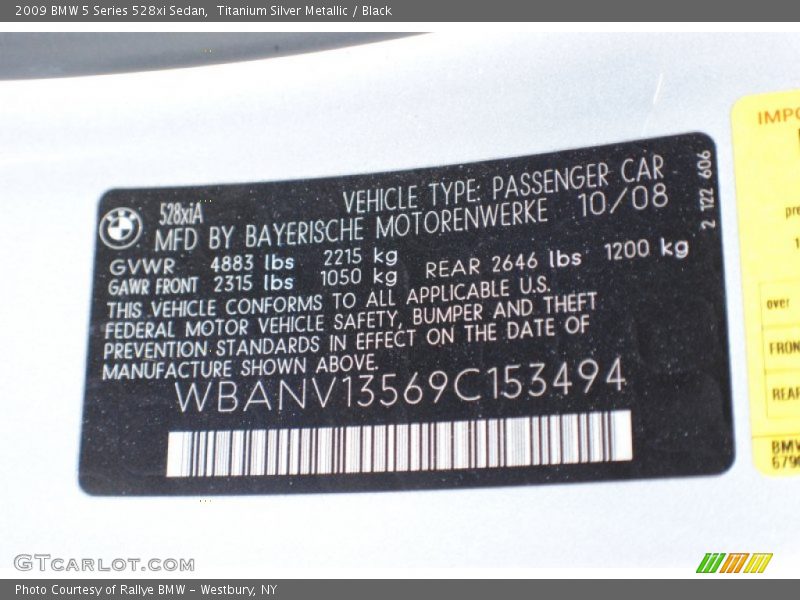 2009 BMW 5 Series 528xi Sedan, Titanium Silver Metallic / Black
528xiA
VEHICLE TYPE: PASSENGER CAR
MFD BY BAYERISCHE MOTORENWERKE 10/08
GVWR 4883 lbs 2215 kg
GAWR FRONT 2315 lbs 1050 kg REAR 2646 lbs 1200 kg
THIS VEHICLE CONFORMS TO ALL APPLICABLE U.S.
FEDERAL MOTOR VEHICLE SAFETY, BUMPER AND THEFT
PREVENTION STANDARDS IN EFFECT ON THE DATE OF
MANUFACTURE SHOWN ABOVE.
WBANV13569C153494
2 122 606
IMPO
pre
over
FRON
REAR
BMW
679
GTCARLOT.COM
Photo Courtesy of Rallye BMW – Westbury, NY